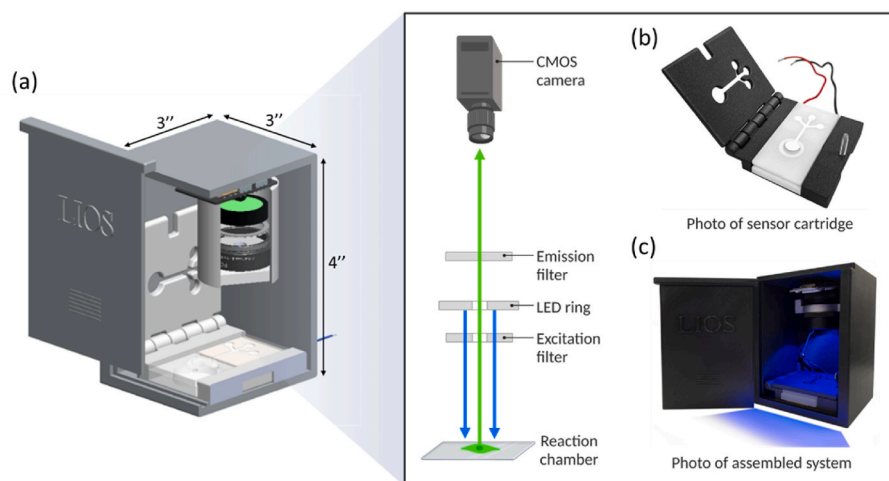 (a)
3’’
3’’
4’’
LIOS
CMOS
camera
Emission
filter
LED ring
Excitation
filter
Reaction
chamber
(b)
Photo of sensor cartridge
(c)
LIOS
Photo of assembled system